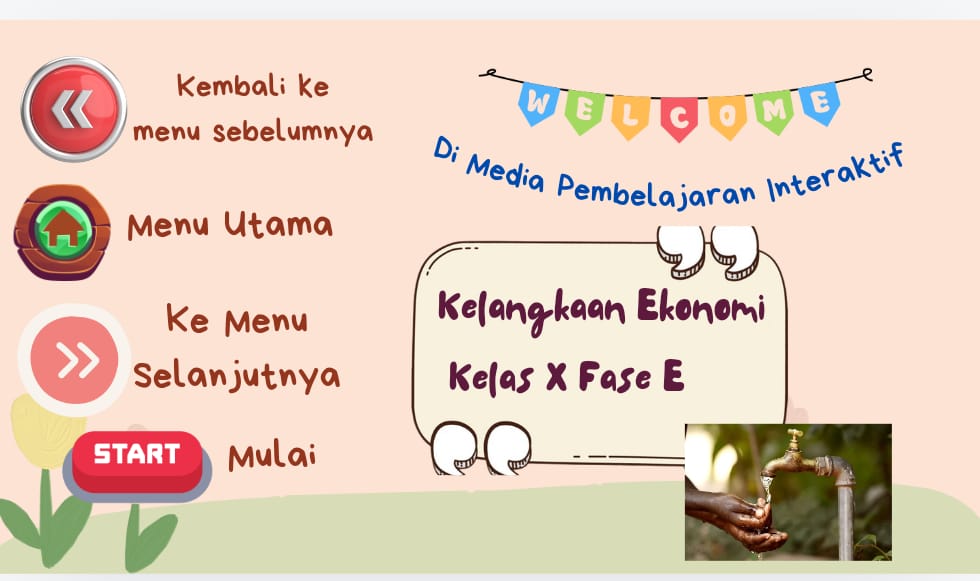 Kembali ke
menu sebelumnya
Menu Utama
Ke Menu
Selanjutnya
START
Mulai
WELCOME
Di Media Pembelajaran Interaktif
Kelangkaan Ekonomi
Kelas X Fase E